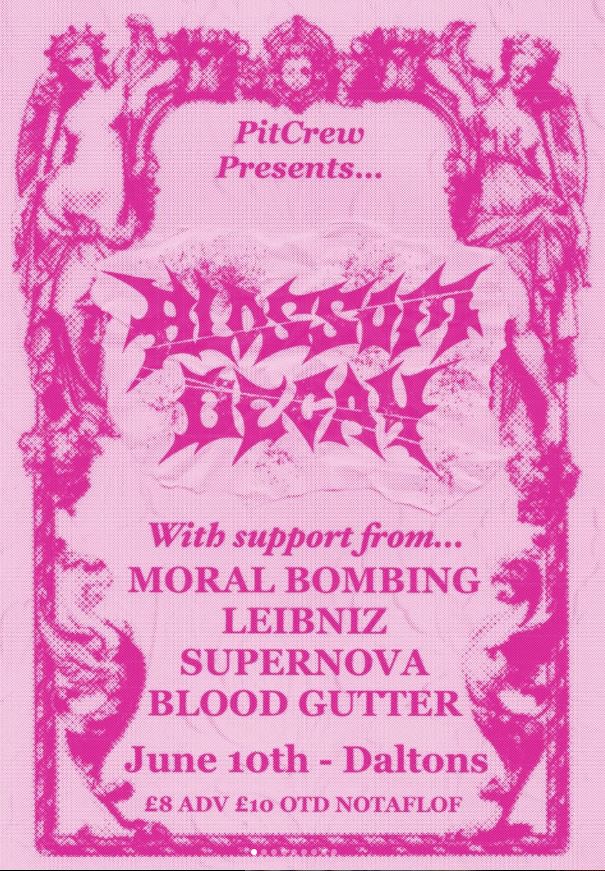 PitCrew
Presents...
BLOSSOM
DECAY
With support from...
MORAL BOMBING
LEIBNIZ
SUPERNOVA
BLOOD GUTTER
June 10th - Daltons
£8 ADV £10 OTD NOTAFLOF